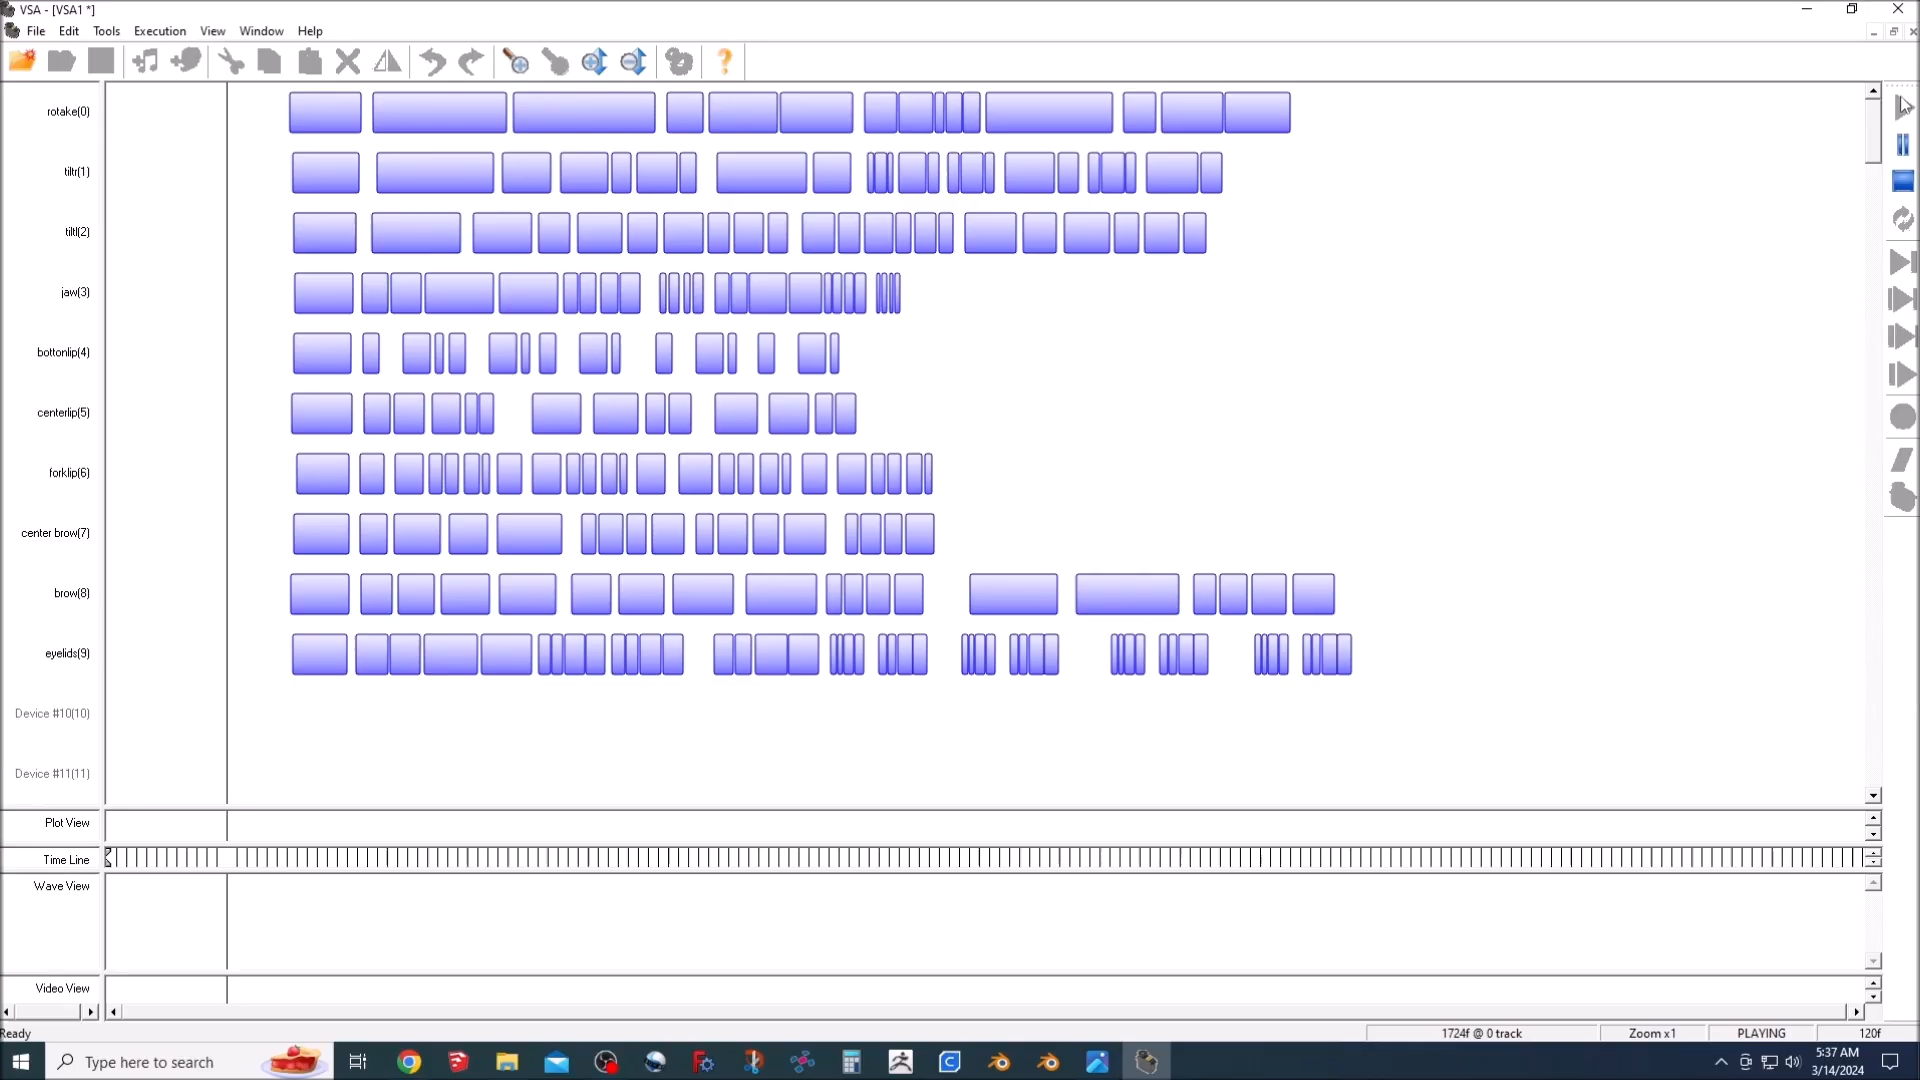 VSA - [VSA1 *]
File Edit Tools Execution View Window Help
rotake(0)
tiltr(1)
tiltl(2)
jaw(3)
bottonlip(4)
centerlip(5)
forklip(6)
center brow(7)
brow(8)
eyelids(9)
Device #10(10)
Device #11(11)
Plot View
Time Line
Wave View
Video View
Ready 1724f @ 0 track Zoom x1 PLAYING 120f
Type here to search
5:37 AM
3/14/2024